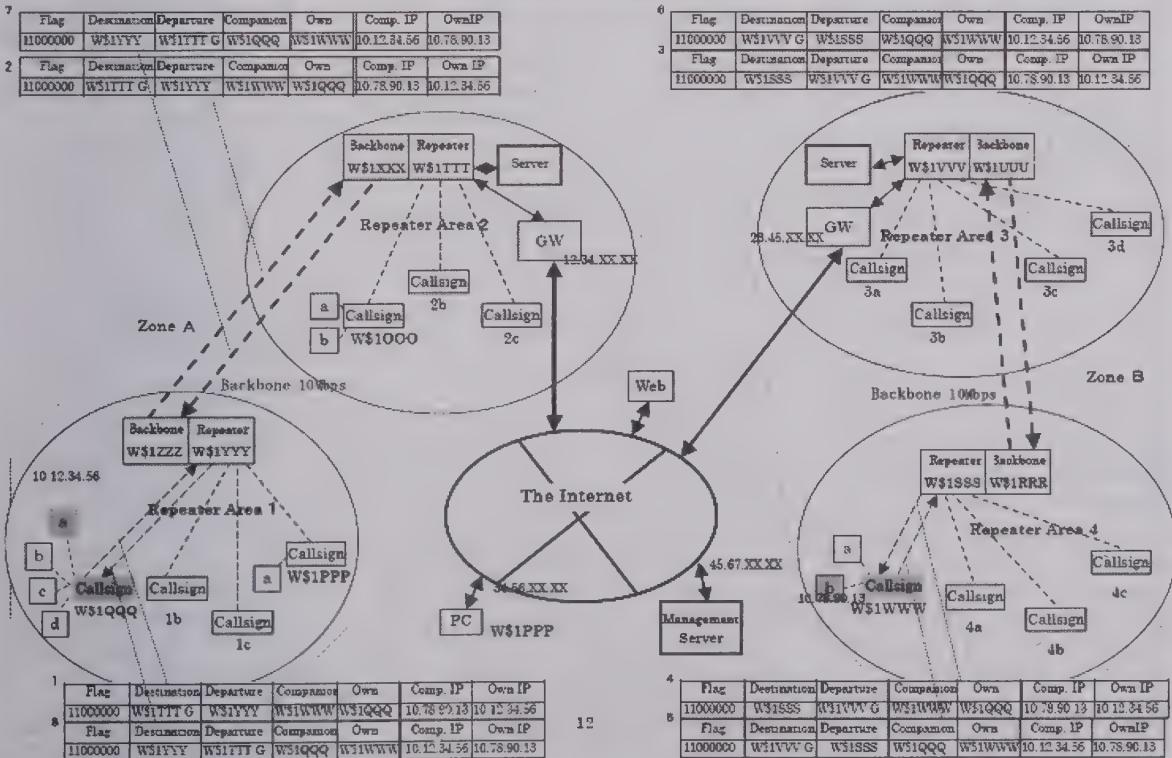 7
Flag Destination Departure Companion Own Comp. IP OwnIP
11000000 W$1YYY W$1TTT G W$1QQQ W$1WWW 10.12.34.56 10.78.90.13
2
Flag Destination Departure Companion Own Comp. IP Own IP
11000000 W$1TTT G W$1YYY W$1WWW W$1QQQ 10.78.90.13 10.12.34.56
6
Flag Destination Departure Companion Own Comp. IP OwnIP
11000000 W$1VVV G W$1SSS W$1QQQ W$1WWW 10.12.34.56 10.78.90.13
3
Flag Destination Departure Companion Own Comp. IP Own IP
11000000 W$1SSS W$1VVV G W$1WWW W$1QQQ 10.78.90.13 10.12.34.56
Backbone Repeater
W$1XXX W$1TTT
Server
Repeater Area 2
GW
12.34.XX.XX
Callsign
2b
a
b
Callsign
W$1OOO
Callsign
2c
Server
Repeater Backbone
W$1VVV W$1UUU
GW
Repeater Area 3
Callsign
3a
Callsign
3b
Callsign
3c
Callsign
3d
Zone A
Zone B
Backbone 10Mbps
Backbone 10Mbps
Web
The Internet
Backbone Repeater
W$1ZZZ W$1YYY
10 12.34.56
Repeater Area 1
a
b
c
d
Callsign
W$1QQQ
Callsign
1b
Callsign
1c
a
Callsign
W$1PPP
PC
W$1PPP
45.67.XX.XX
Management
Server
Repeater Backbone
W$1SSS W$1RRR
Repeater Area 4
a
b
Callsign
W$1WWW
Callsign
4a
Callsign
4b
Callsign
4c
1
Flag Destination Departure Companion Own Comp. IP Own IP
11000000 W$1TTT G W$1YYY W$1WWW W$1QQQ 10.78.90.13 10 12.34.56
8
Flag Destination Departure Companion Own Comp. IP OwnIP
11000000 W$1YYY W$1TTT G W$1QQQ W$1WWW 10.12.34.56 10.78.90.13
12
4
Flag Destination Departure Companion Own Comp. IP Own IP
11000000 W$1SSS W$1VVV G W$1WWW W$1QQQ 10.78.90.13 10.12.34.56
5
Flag Destination Departure Companion Own Comp. IP OwnIP
11000000 W$1VVV G W$1SSS W$1QQQ W$1WWW 10.12.34.56 10.78.90.13